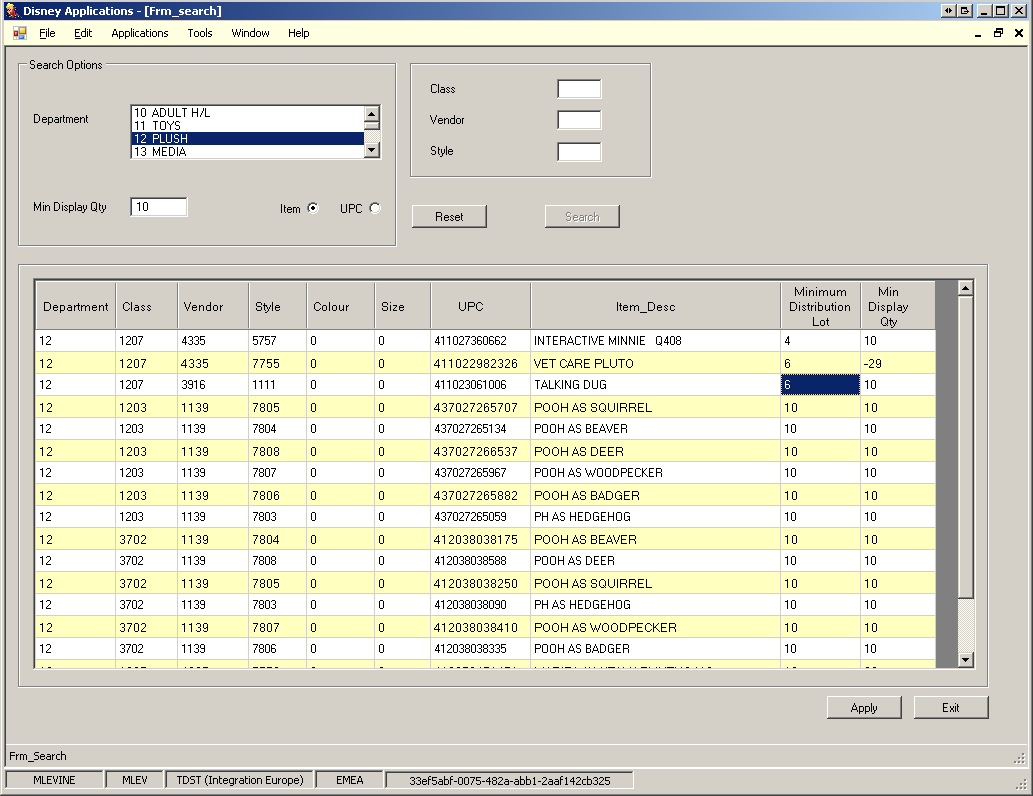 Disney Applications - [Frm_search]
File Edit Applications Tools Window Help
Search Options
Department
10 ADULT H/L
11 TOYS
12 PLUSH
13 MEDIA
Min Display Qty 10 Item UPC
Class
Vendor
Style
Reset Search
Department Class Vendor Style Colour Size UPC Item_Desc Minimum Distribution Lot Min Display Qty
12 1207 4335 5757 0 0 411027360662 INTERACTIVE MINNIE Q408 4 10
12 1207 4335 7755 0 0 411022982326 VET CARE PLUTO 6 -29
12 1207 3916 1111 0 0 411023061006 TALKING DUG 6 10
12 1203 1139 7805 0 0 437027265707 POOH AS SQUIRREL 10 10
12 1203 1139 7804 0 0 437027265134 POOH AS BEAVER 10 10
12 1203 1139 7808 0 0 437027266537 POOH AS DEER 10 10
12 1203 1139 7807 0 0 437027265967 POOH AS WOODPECKER 10 10
12 1203 1139 7806 0 0 437027265882 POOH AS BADGER 10 10
12 1203 1139 7803 0 0 437027265059 PH AS HEDGEHOG 10 10
12 3702 1139 7804 0 0 412038038175 POOH AS BEAVER 10 10
12 3702 1139 7808 0 0 412038038588 POOH AS DEER 10 10
12 3702 1139 7805 0 0 412038038250 POOH AS SQUIRREL 10 10
12 3702 1139 7803 0 0 412038038090 PH AS HEDGEHOG 10 10
12 3702 1139 7807 0 0 412038038410 POOH AS WOODPECKER 10 10
12 3702 1139 7806 0 0 412038038335 POOH AS BADGER 10 10
Apply Exit
Frm_Search
MLEVINE MLEV TDST (Integration Europe) EMEA 33ef5abf-0075-482a-abb1-2aaf142cb325